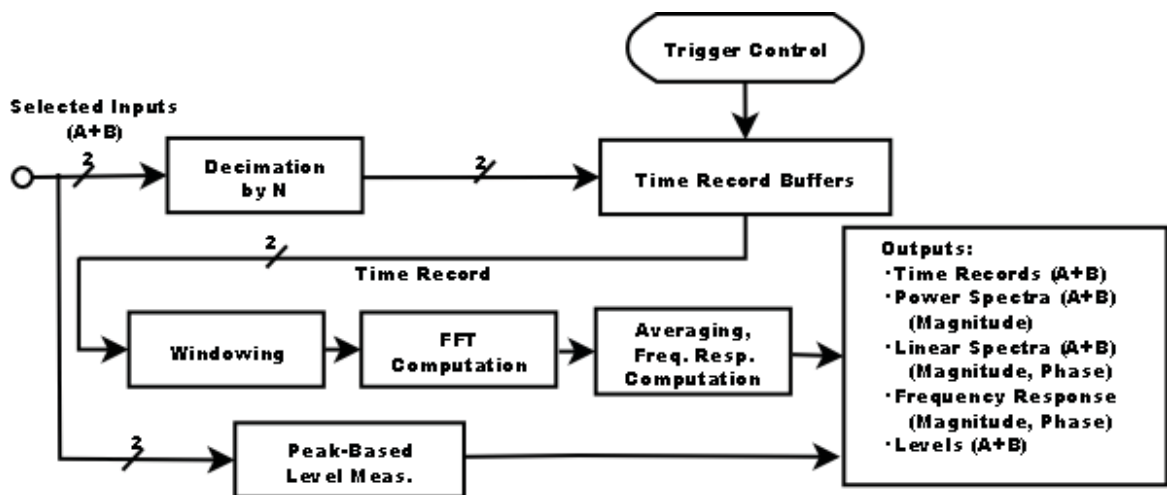 Trigger Control
Selected Inputs
(A+B)
2
Decimation
by N
2
Time Record Buffers
2
Time Record
Windowing
FFT
Computation
Averaging,
Freq. Resp.
Computation
2
Peak-Based
Level Meas.
Outputs:
·Time Records (A+B)
·Power Spectra (A+B)
(Magnitude)
·Linear Spectra (A+B)
(Magnitude, Phase)
·Frequency Response
(Magnitude, Phase)
·Levels (A+B)